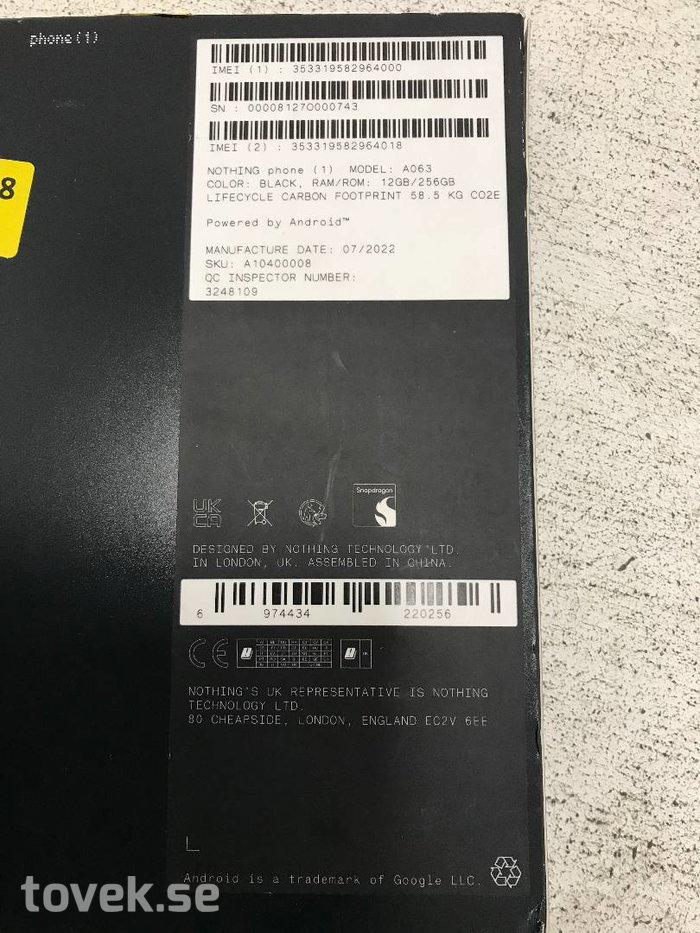 phone (1)
8
IMEI (1) : 353319582964000
SN : 00008127O000743
IMEI (2) : 353319582964018
NOTHING phone (1) MODEL: A063
COLOR: BLACK, RAM/ROM: 12GB/256GB
LIFECYCLE CARBON FOOTPRINT 58.5 KG CO2E
Powered by Android™
MANUFACTURE DATE: 07/2022
SKU: A10400008
QC INSPECTOR NUMBER:
3248109
UK
CA
Snapdragon
DESIGNED BY NOTHING TECHNOLOGY LTD.
IN LONDON, UK. ASSEMBLED IN CHINA.
6 974434 220256
CE
NOTHING'S UK REPRESENTATIVE IS NOTHING
TECHNOLOGY LTD.
80 CHEAPSIDE, LONDON, ENGLAND EC2V 6EE
Android is a trademark of Google LLC.
tovek.se